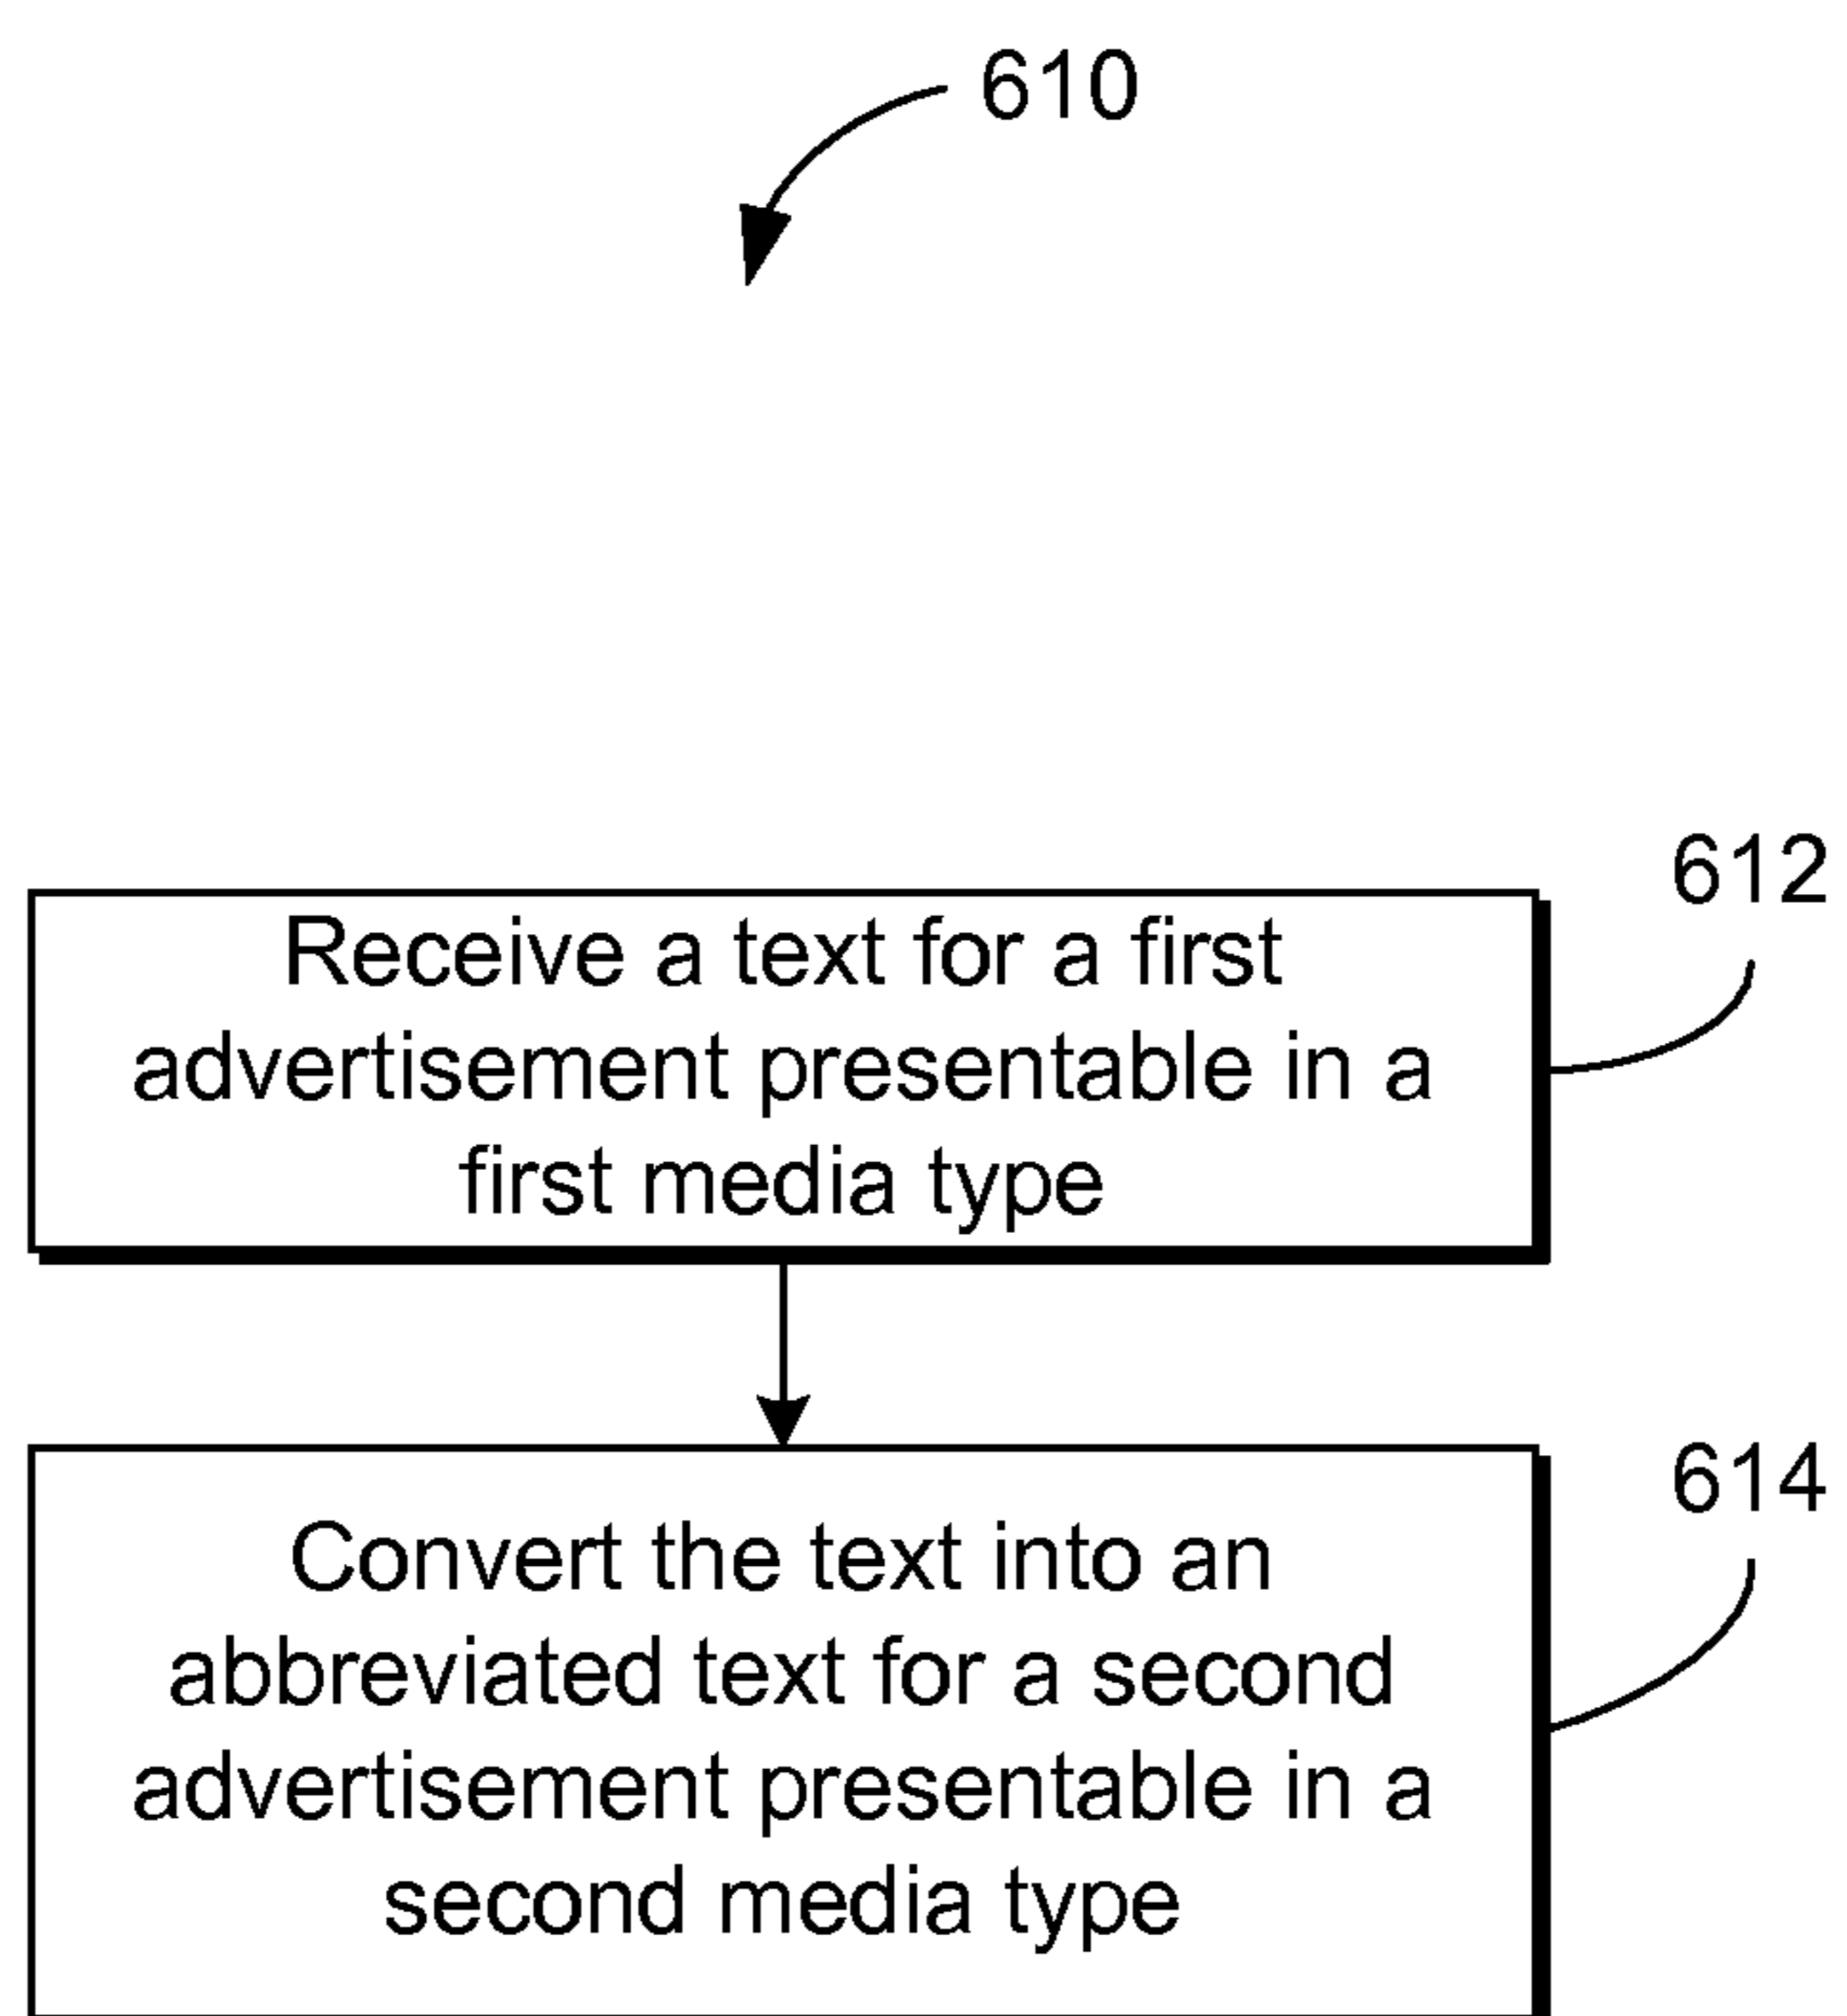 610
612
Receive a text for a first
advertisement presentable in a
first media type
614
Convert the text into an
abbreviated text for a second
advertisement presentable in a
second media type